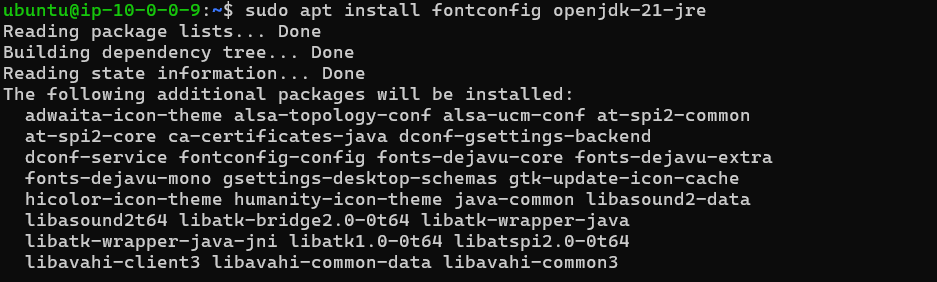 ubuntu@ip-10-0-0-9:~$ sudo apt install fontconfig openjdk-21-jre
Reading package lists... Done
Building dependency tree... Done
Reading state information... Done
The following additional packages will be installed:
  adwaita-icon-theme alsa-topology-conf alsa-ucm-conf at-spi2-common
  at-spi2-core ca-certificates-java dconf-gsettings-backend
  dconf-service fontconfig-config fonts-dejavu-core fonts-dejavu-extra
  fonts-dejavu-mono gsettings-desktop-schemas gtk-update-icon-cache
  hicolor-icon-theme humanity-icon-theme java-common libasound2-data
  libasound2t64 libatk-bridge2.0-0t64 libatk-wrapper-java
  libatk-wrapper-java-jni libatk1.0-0t64 libatspi2.0-0t64
  libavahi-client3 libavahi-common-data libavahi-common3